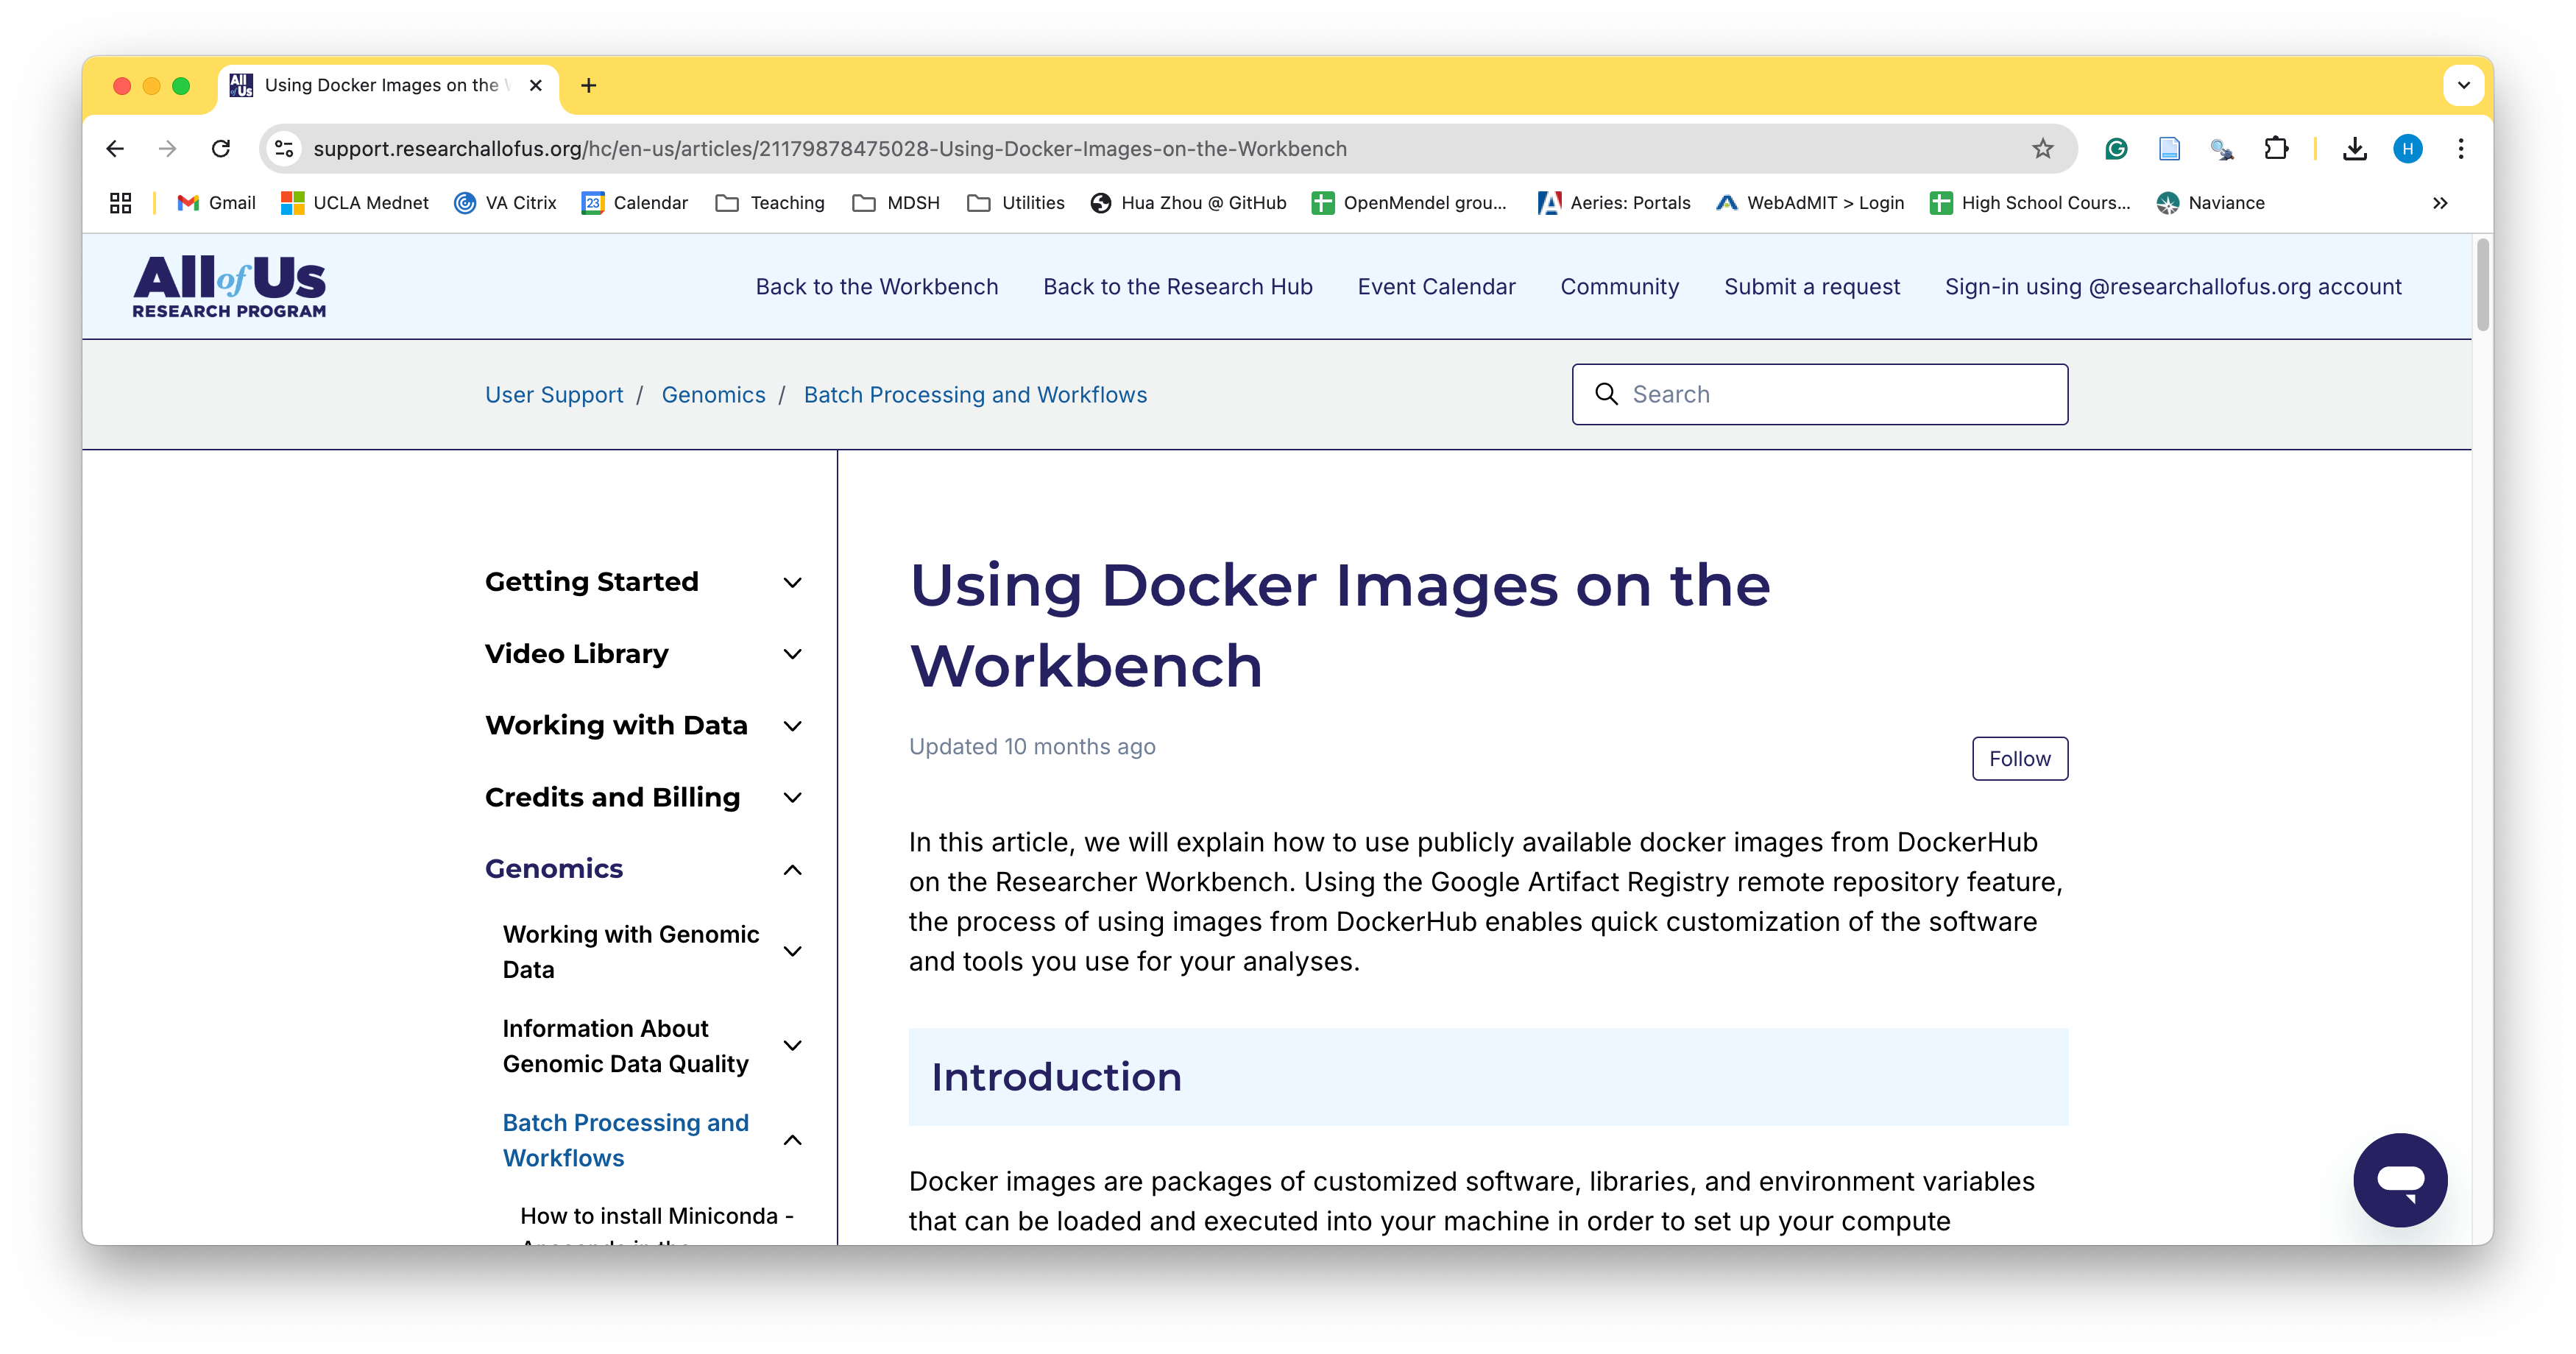 All of Us
Using Docker Images on the
support.researchallofus.org/hc/en-us/articles/21179878475028-Using-Docker-Images-on-the-Workbench
H
Gmail
UCLA Mednet
VA Citrix
23
Calendar
Teaching
MDSH
Utilities
Hua Zhou @ GitHub
OpenMendel grou...
Aeries: Portals
WebAdMIT > Login
High School Cours...
Naviance
All of Us
RESEARCH PROGRAM
Back to the Workbench
Back to the Research Hub
Event Calendar
Community
Submit a request
Sign-in using @researchallofus.org account
User Support / Genomics / Batch Processing and Workflows
Search
Getting Started
Video Library
Working with Data
Credits and Billing
Genomics
Working with Genomic
Data
Information About
Genomic Data Quality
Batch Processing and
Workflows
How to install Miniconda -
Using Docker Images on the
Workbench
Updated 10 months ago
Follow
In this article, we will explain how to use publicly available docker images from DockerHub
on the Researcher Workbench. Using the Google Artifact Registry remote repository feature,
the process of using images from DockerHub enables quick customization of the software
and tools you use for your analyses.
Introduction
Docker images are packages of customized software, libraries, and environment variables
that can be loaded and executed into your machine in order to set up your compute